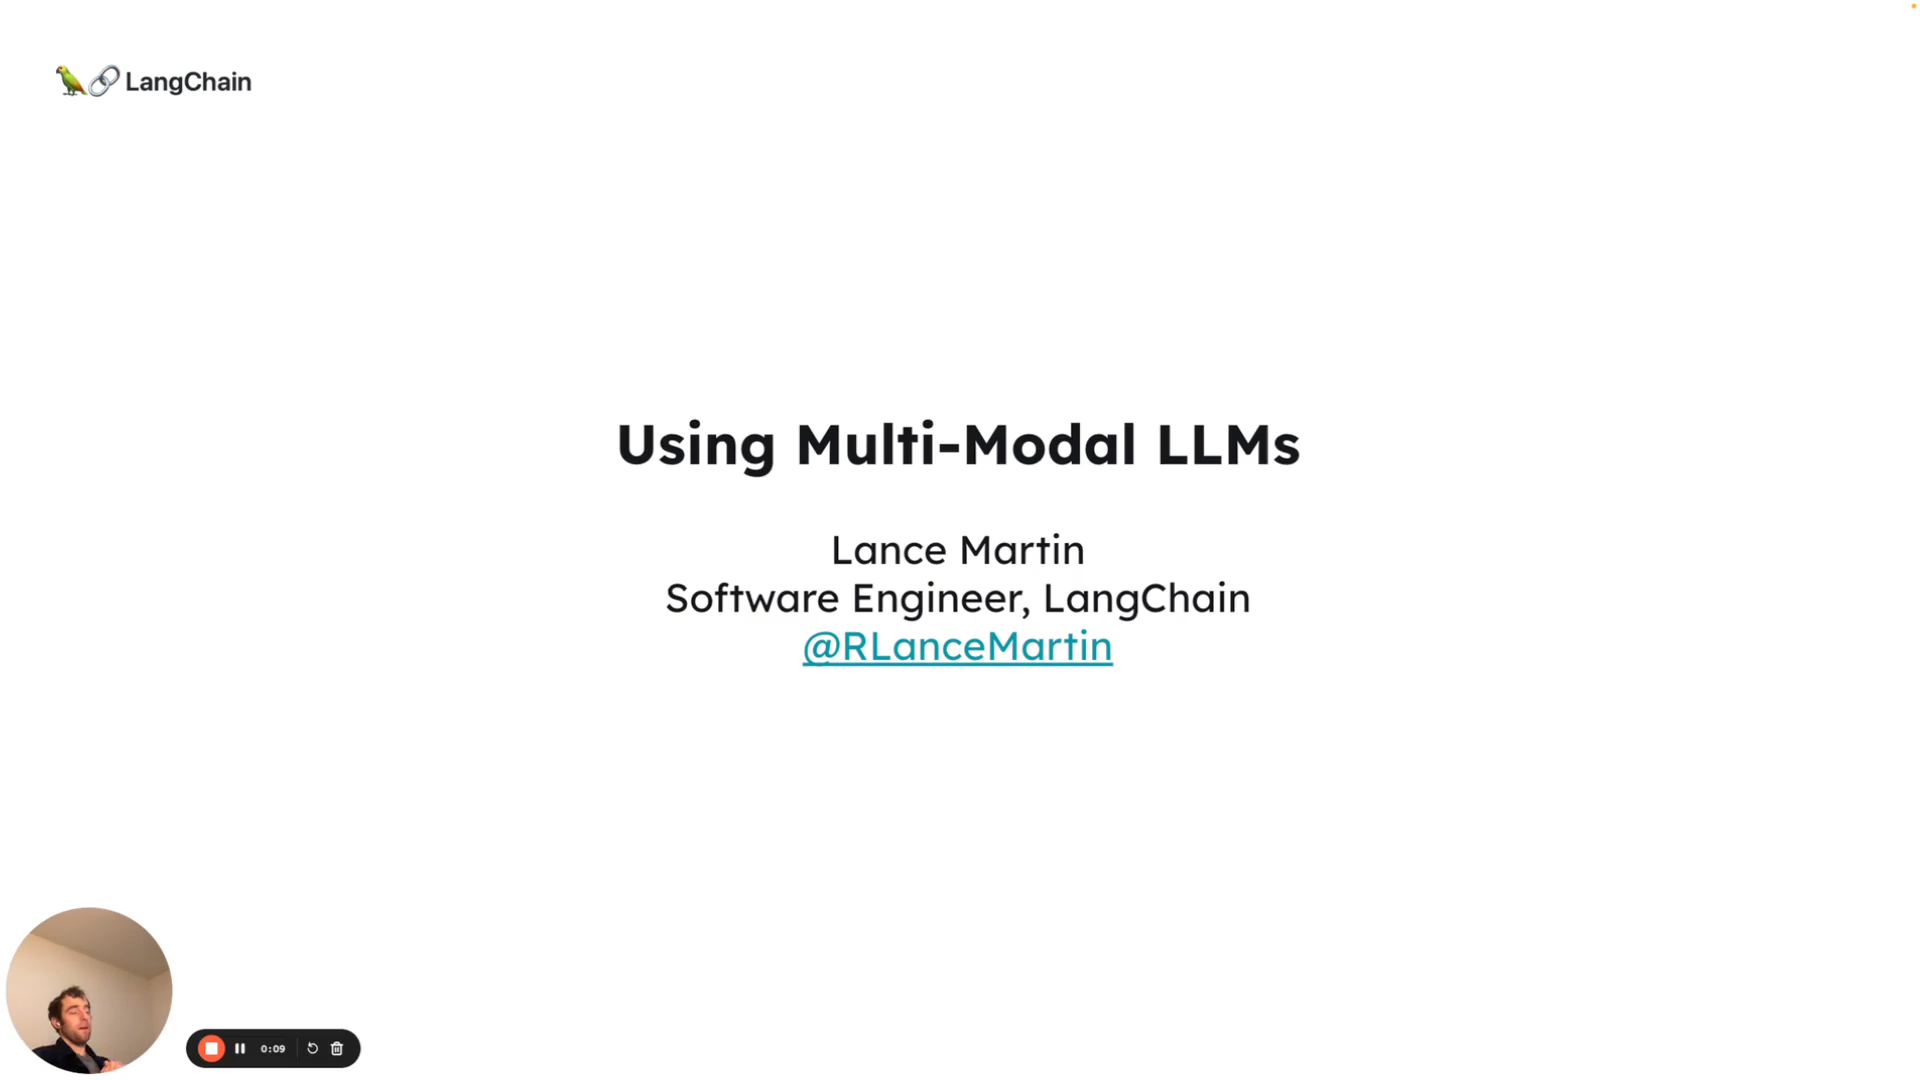 LangChain
Using Multi-Modal LLMs
Lance Martin
Software Engineer, LangChain
@RLanceMartin
0:09